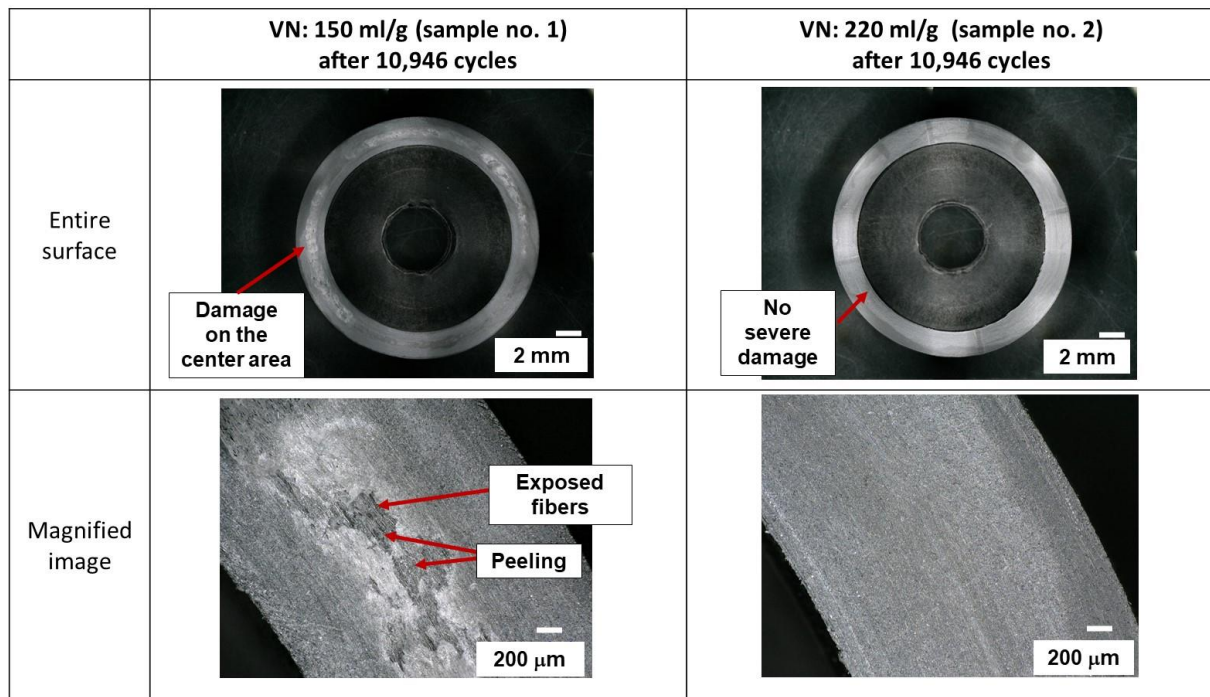 VN: 150 ml/g (sample no. 1)
after 10,946 cycles
VN: 220 ml/g  (sample no. 2)
after 10,946 cycles
Entire
surface
Damage
on the
center area
2 mm
No
severe
damage
2 mm
Magnified
image
Exposed
fibers
Peeling
200 μm
200 μm